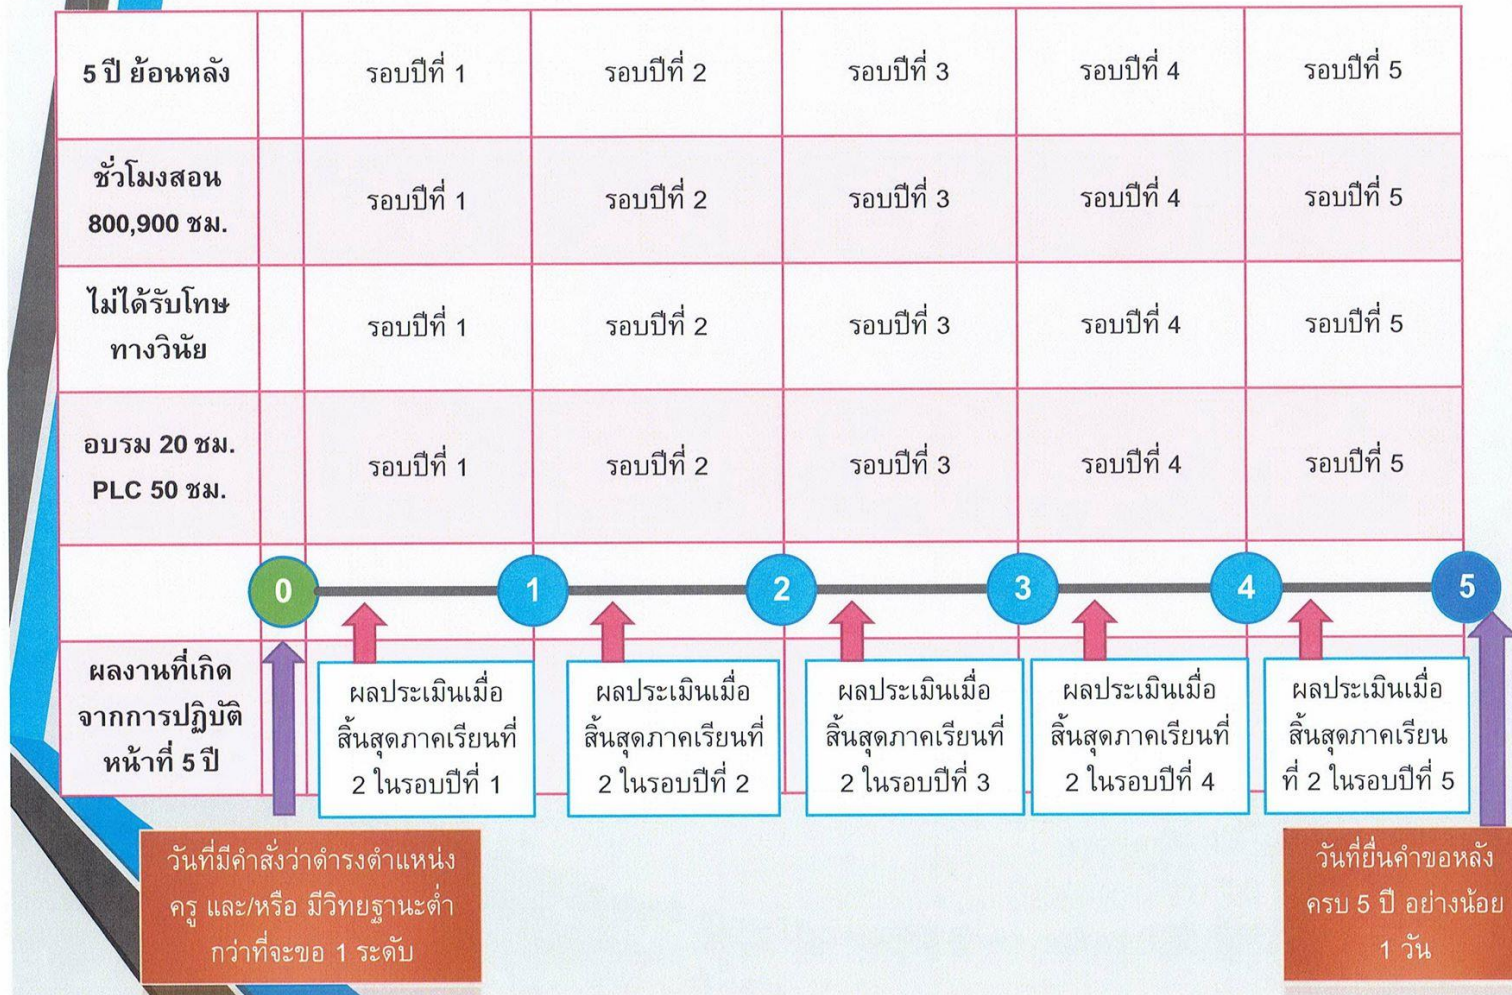 5 ปี ย้อนหลัง
รอบปีที่ 1
รอบปีที่ 2
รอบปีที่ 3
รอบปีที่ 4
รอบปีที่ 5
ชั่วโมงสอน
800,900 ชม.
รอบปีที่ 1
รอบปีที่ 2
รอบปีที่ 3
รอบปีที่ 4
รอบปีที่ 5
ไม่ได้รับโทษ
ทางวินัย
รอบปีที่ 1
รอบปีที่ 2
รอบปีที่ 3
รอบปีที่ 4
รอบปีที่ 5
อบรม 20 ชม.
PLC 50 ชม.
รอบปีที่ 1
รอบปีที่ 2
รอบปีที่ 3
รอบปีที่ 4
รอบปีที่ 5
0
1
2
3
4
5
ผลงานที่เกิด
จากการปฏิบัติ
หน้าที่ 5 ปี
ผลประเมินเมื่อ
สิ้นสุดภาคเรียนที่
2 ในรอบปีที่ 1
ผลประเมินเมื่อ
สิ้นสุดภาคเรียนที่
2 ในรอบปีที่ 2
ผลประเมินเมื่อ
สิ้นสุดภาคเรียนที่
2 ในรอบปีที่ 3
ผลประเมินเมื่อ
สิ้นสุดภาคเรียนที่
2 ในรอบปีที่ 4
ผลประเมินเมื่อ
สิ้นสุดภาคเรียน
ที่ 2 ในรอบปีที่ 5
วันที่มีคำสั่งว่าดำรงตำแหน่ง
ครู และ/หรือ มีวิทยฐานะต่ำ
กว่าที่จะขอ 1 ระดับ
วันที่ยื่นคำขอหลัง
ครบ 5 ปี อย่างน้อย
1 วัน